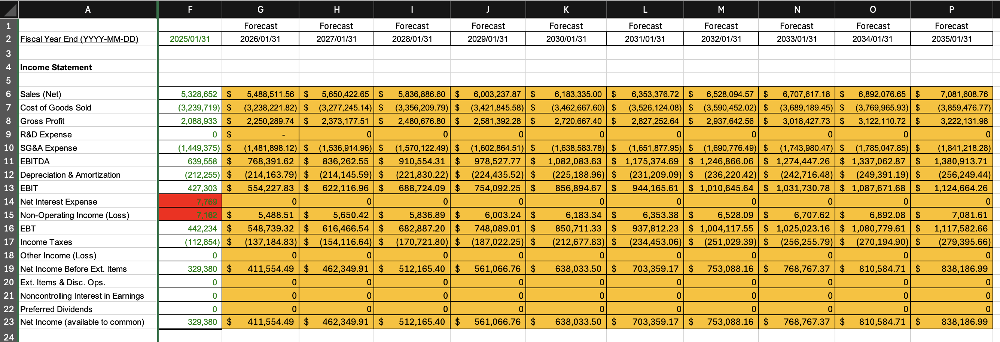 A F G H I J K L M N O P
1 Forecast Forecast Forecast Forecast Forecast Forecast Forecast Forecast Forecast Forecast
2 Fiscal Year End (YYYY-MM-DD) 2025/01/31 2026/01/31 2027/01/31 2028/01/31 2029/01/31 2030/01/31 2031/01/31 2032/01/31 2033/01/31 2034/01/31 2035/01/31
3
4 Income Statement
5
6 Sales (Net) 5,328,652 $ 5,488,511.56 $ 5,650,422.65 $ 5,836,886.60 $ 6,003,237.87 $ 6,183,335.00 $ 6,353,376.72 $ 6,528,094.57 $ 6,707,617.18 $ 6,892,076.65 $ 7,081,608.76
7 Cost of Goods Sold (3,239,719) $ (3,238,221.82) $ (3,277,245.14) $ (3,356,209.79) $ (3,421,845.58) $ (3,462,667.60) $ (3,526,124.08) $ (3,590,452.02) $ (3,689,189.45) $ (3,769,965.93) $ (3,859,476.77)
8 Gross Profit 2,088,933 $ 2,250,289.74 $ 2,373,177.51 $ 2,480,676.80 $ 2,581,392.28 $ 2,720,667.40 $ 2,827,252.64 $ 2,937,642.56 $ 3,018,427.73 $ 3,122,110.72 $ 3,222,131.98
9 R&D Expense 0 $ - 0 0 0 0 0 0 0 0 0
10 SG&A Expense (1,449,375) $ (1,481,898.12) $ (1,536,914.96) $ (1,570,122.49) $ (1,602,864.51) $ (1,638,583.78) $ (1,651,877.95) $ (1,690,776.49) $ (1,743,980.47) $ (1,785,047.85) $ (1,841,218.28)
11 EBITDA 639,558 $ 768,391.62 $ 836,262.55 $ 910,554.31 $ 978,527.77 $ 1,082,083.63 $ 1,175,374.69 $ 1,246,866.06 $ 1,274,447.26 $ 1,337,062.87 $ 1,380,913.71
12 Depreciation & Amortization (212,255) $ (214,163.79) $ (214,145.59) $ (221,830.22) $ (224,435.52) $ (225,188.96) $ (231,209.09) $ (236,220.42) $ (242,716.48) $ (249,391.19) $ (256,249.44)
13 EBIT 427,303 $ 554,227.83 $ 622,116.96 $ 688,724.09 $ 754,092.25 $ 856,894.67 $ 944,165.61 $ 1,010,645.64 $ 1,031,730.78 $ 1,087,671.68 $ 1,124,664.26
14 Net Interest Expense 7,769 0 0 0 0 0 0 0 0 0 0
15 Non-Operating Income (Loss) 7,162 $ 5,488.51 $ 5,650.42 $ 5,836.89 $ 6,003.24 $ 6,183.34 $ 6,353.38 $ 6,528.09 $ 6,707.62 $ 6,892.08 $ 7,081.61
16 EBT 442,234 $ 548,739.32 $ 616,466.54 $ 682,887.20 $ 748,089.01 $ 850,711.33 $ 937,812.23 $ 1,004,117.55 $ 1,025,023.16 $ 1,080,779.61 $ 1,117,582.66
17 Income Taxes (112,854) $ (137,184.83) $ (154,116.64) $ (170,721.80) $ (187,022.25) $ (212,677.83) $ (234,453.06) $ (251,029.39) $ (256,255.79) $ (270,194.90) $ (279,395.66)
18 Other Income (Loss) 0 0 0 0 0 0 0 0 0 0 0
19 Net Income Before Ext. Items 329,380 $ 411,554.49 $ 462,349.91 $ 512,165.40 $ 561,066.76 $ 638,033.50 $ 703,359.17 $ 753,088.16 $ 768,767.37 $ 810,584.71 $ 838,186.99
20 Ext. Items & Disc. Ops. 0 0 0 0 0 0 0 0 0 0 0
21 Noncontrolling Interest in Earnings 0 0 0 0 0 0 0 0 0 0 0
22 Preferred Dividends 0 0 0 0 0 0 0 0 0 0 0
23 Net Income (available to common) 329,380 $ 411,554.49 $ 462,349.91 $ 512,165.40 $ 561,066.76 $ 638,033.50 $ 703,359.17 $ 753,088.16 $ 768,767.37 $ 810,584.71 $ 838,186.99
24